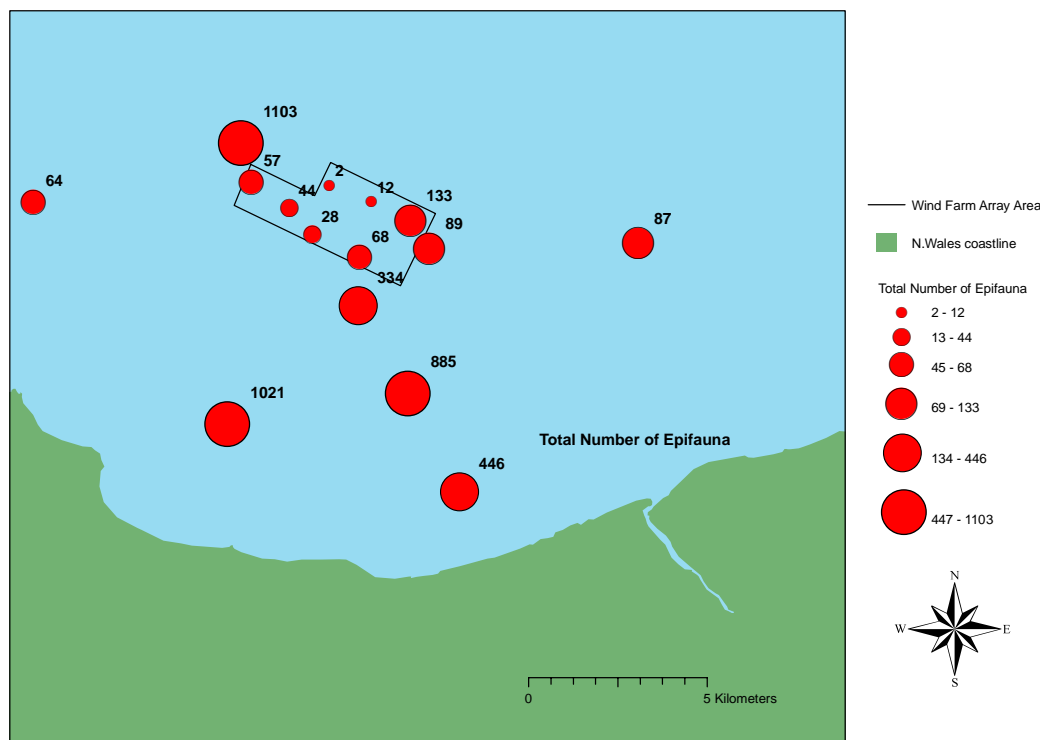 1103
57
2
64
44
12
133
28
89
87
68
334
885
1021
Total Number of Epifauna
446
0
5 Kilometers
Wind Farm Array Area
N.Wales coastline
Total Number of Epifauna
2 - 12
13 - 44
45 - 68
69 - 133
134 - 446
447 - 1103
N
W
E
S